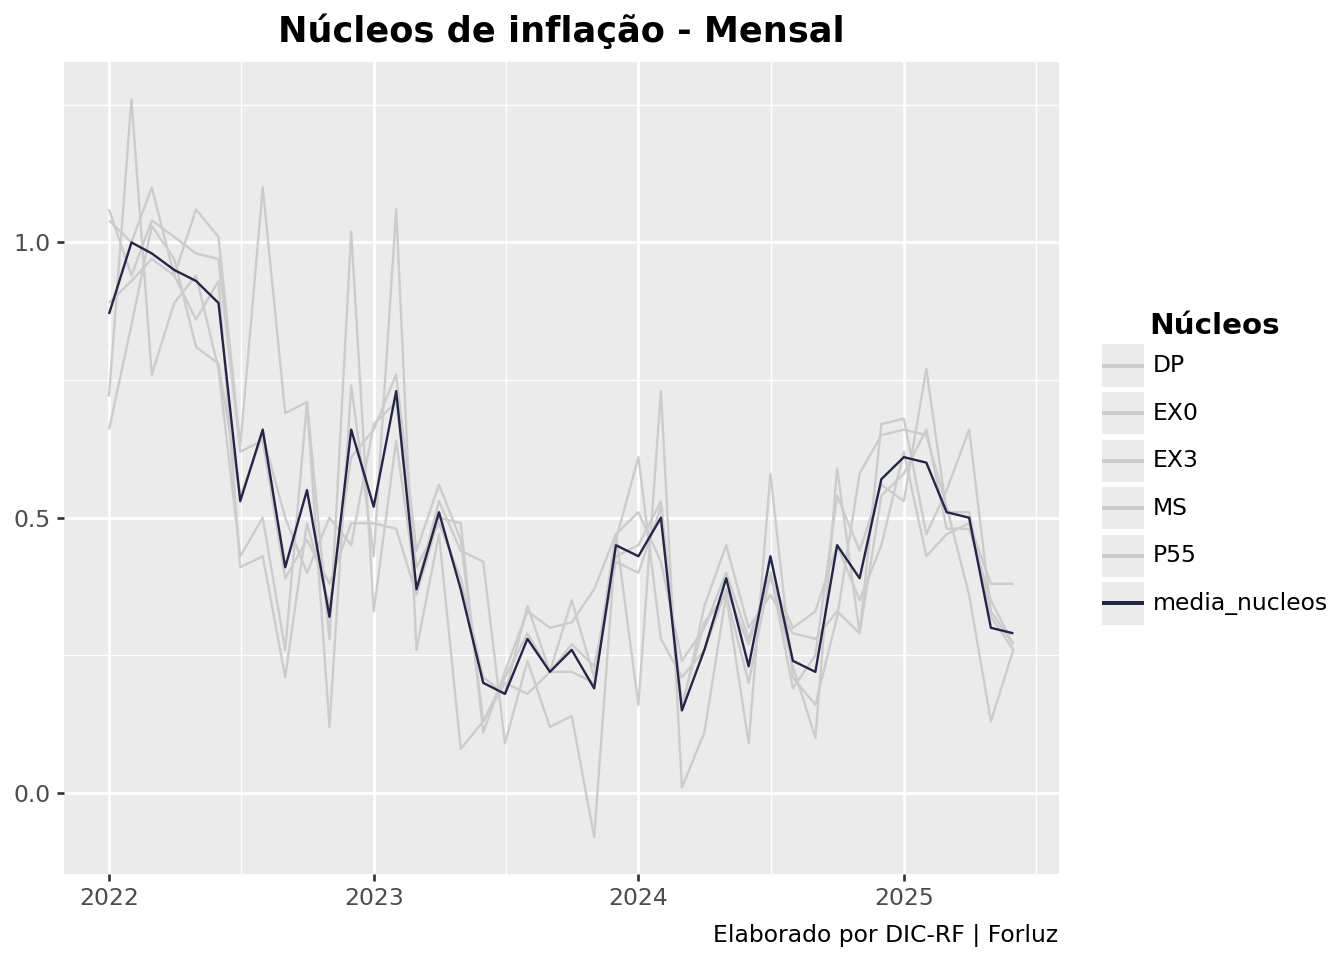 Núcleos de inflação - Mensal
1.0
0.5
0.0
2022
2023
2024
2025
Núcleos
DP
EX0
EX3
MS
P55
media_nucleos
Elaborado por DIC-RF | Forluz